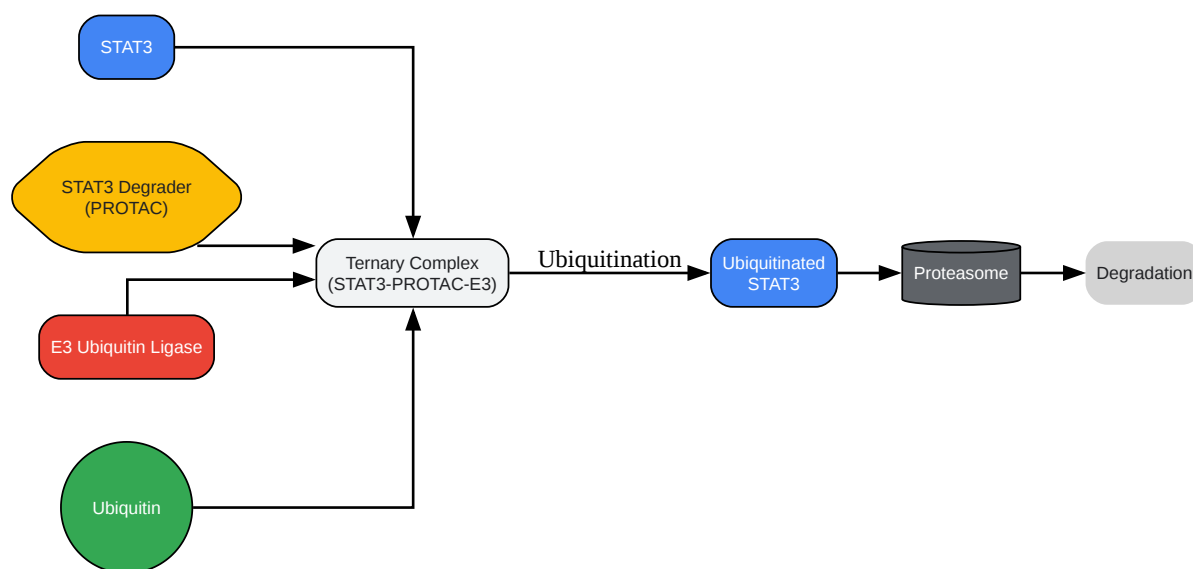 STAT3
STAT3 Degrader
(PROTAC)
Ternary Complex
(STAT3-PROTAC-E3)
Ubiquitination
Ubiquitinated
STAT3
Proteasome
Degradation
E3 Ubiquitin Ligase
Ubiquitin